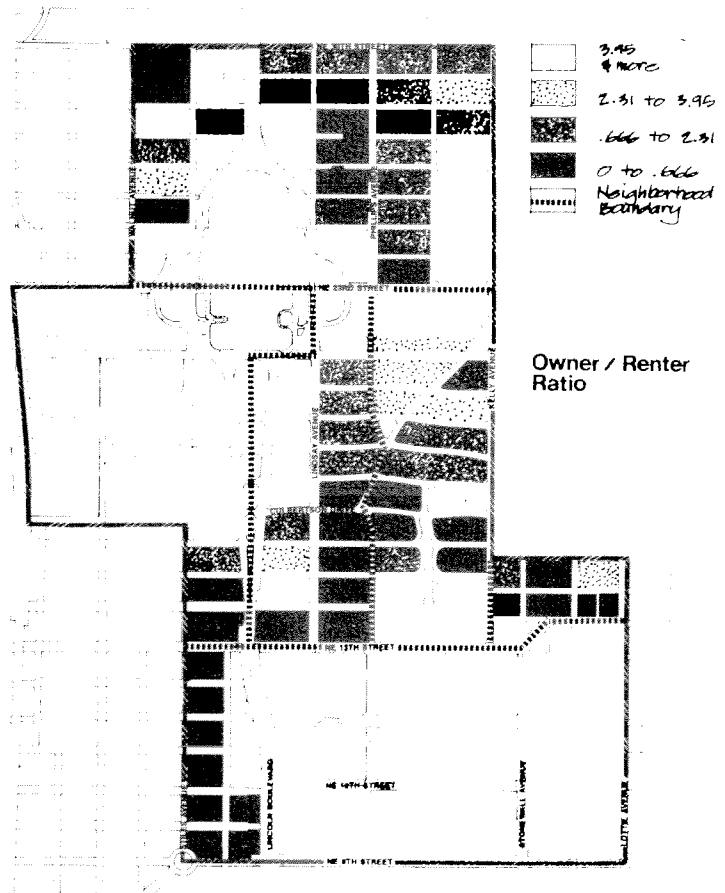 NE 30TH STREET
3.95
& more
2.31 to 3.95
.666 to 2.31
0 to .666
Neighborhood
Boundary
WALNUT AVENUE
PHILLIPS AVENUE
NE 23RD STREET
Owner / Renter
Ratio
KELLY AVENUE
LINDSAY AVENUE
CULBERTSON
NE 13TH STREET
LINCOLN BOULEVARD
NE 10TH STREET
STONEWALL AVENUE
LOTTIE AVENUE
NE 8TH STREET